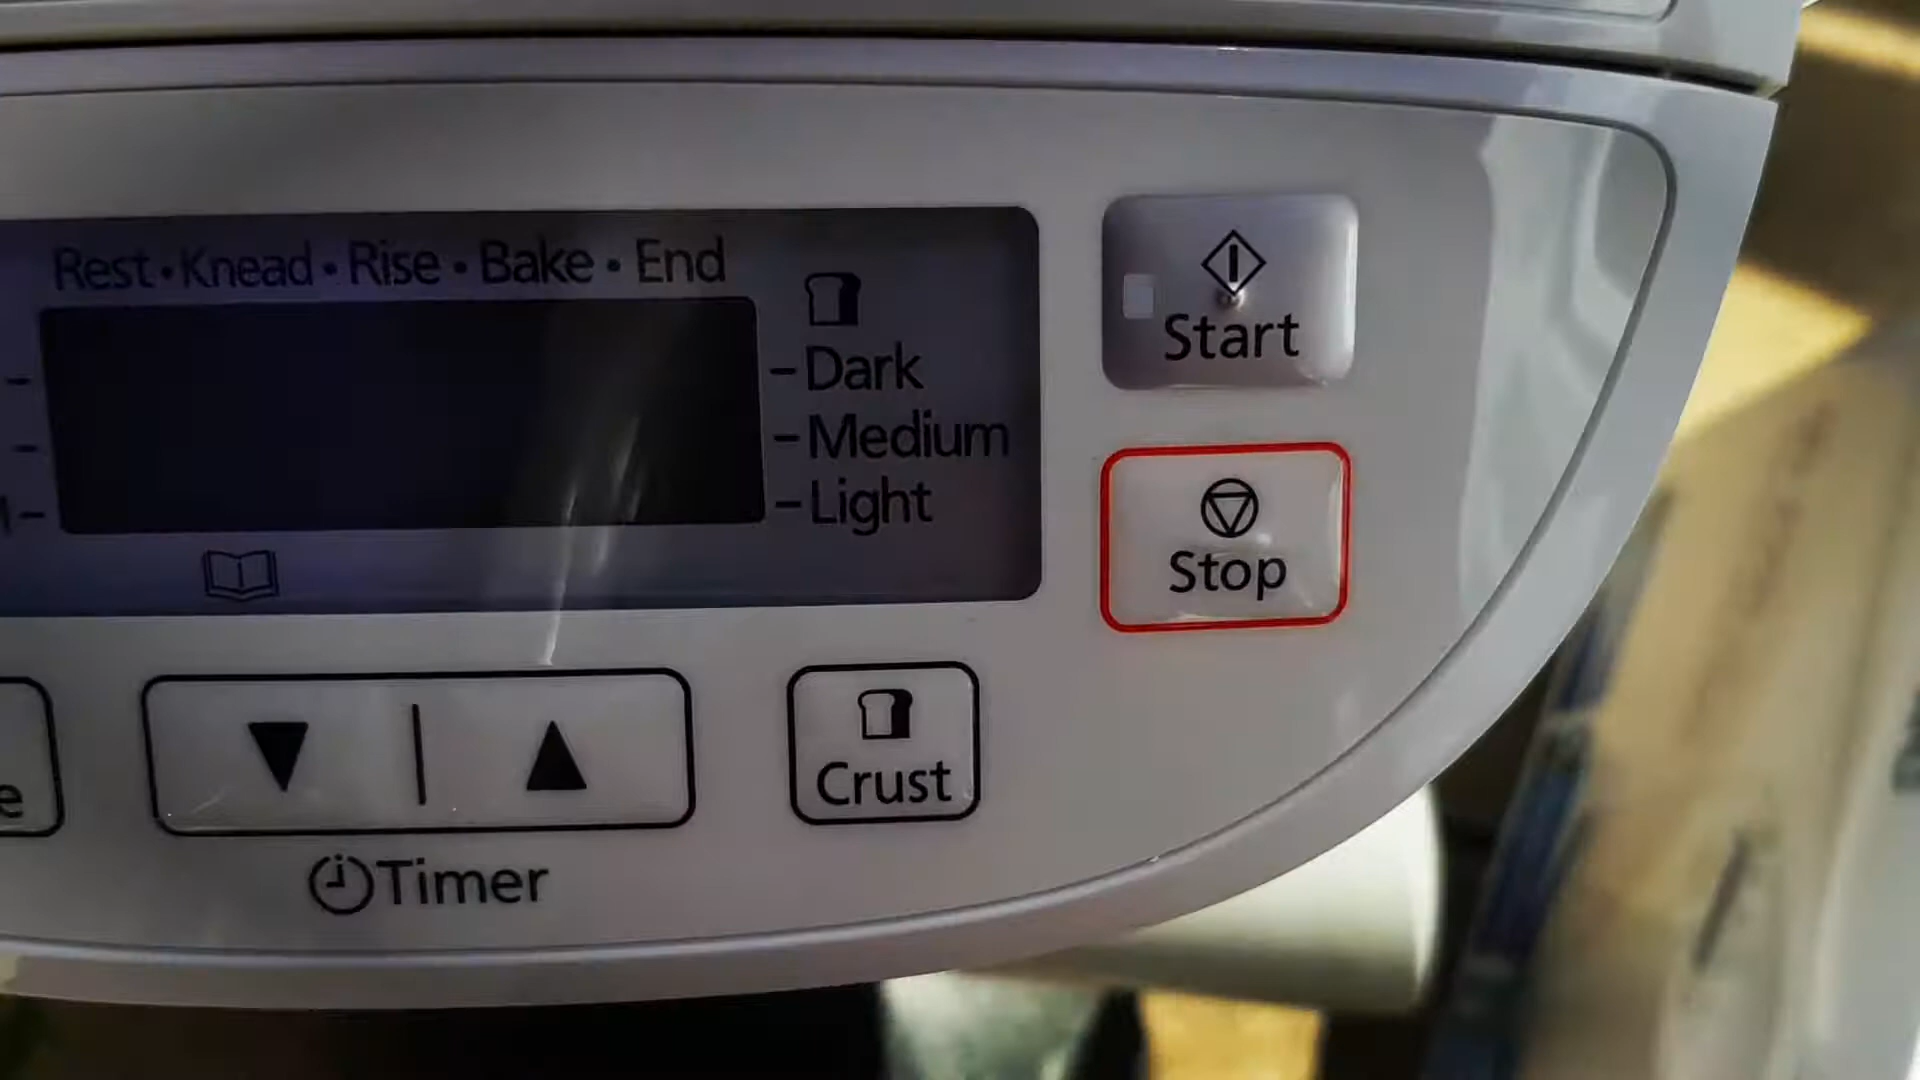 Rest · Knead · Rise · Bake · End
Dark
Medium
Light
Start
Stop
Crust
Timer